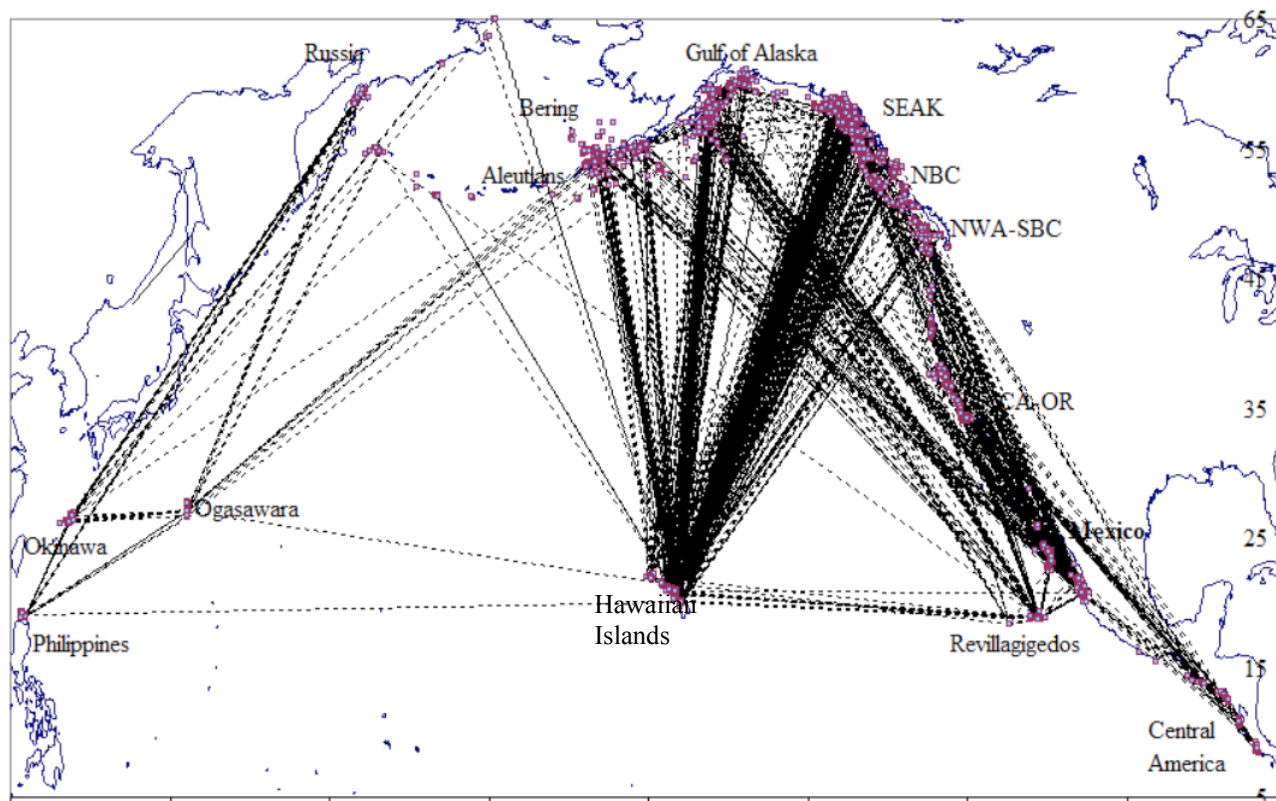 65
Russia
Gulf of Alaska
Bering
SEAK
55
Aleutians
NBC
NWA-SBC
45
CA-OR
35
Ogasawara
Mexico
Okinawa
25
Hawaiian
Islands
Philippines
Revillagigedos
15
Central
America
5